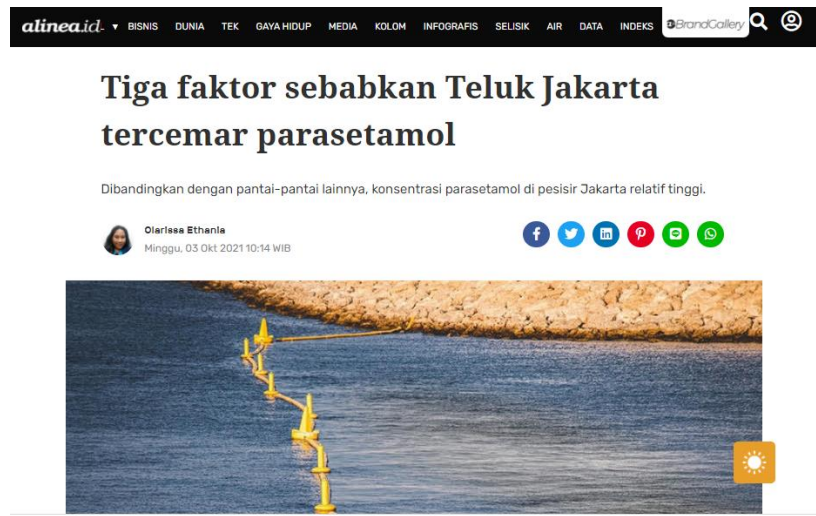 alinea.id BISNIS DUNIA TEK GAYA HIDUP MEDIA KOLOM INFOGRAFIS SELISIK AIR DATA INDEKS BrandGallery
Tiga faktor sebabkan Teluk Jakarta
tercemar parasetamol
Dibandingkan dengan pantai-pantai lainnya, konsentrasi parasetamol di pesisir Jakarta relatif tinggi.
Clarissa Ethania
Minggu, 03 Okt 2021 10:14 WIB